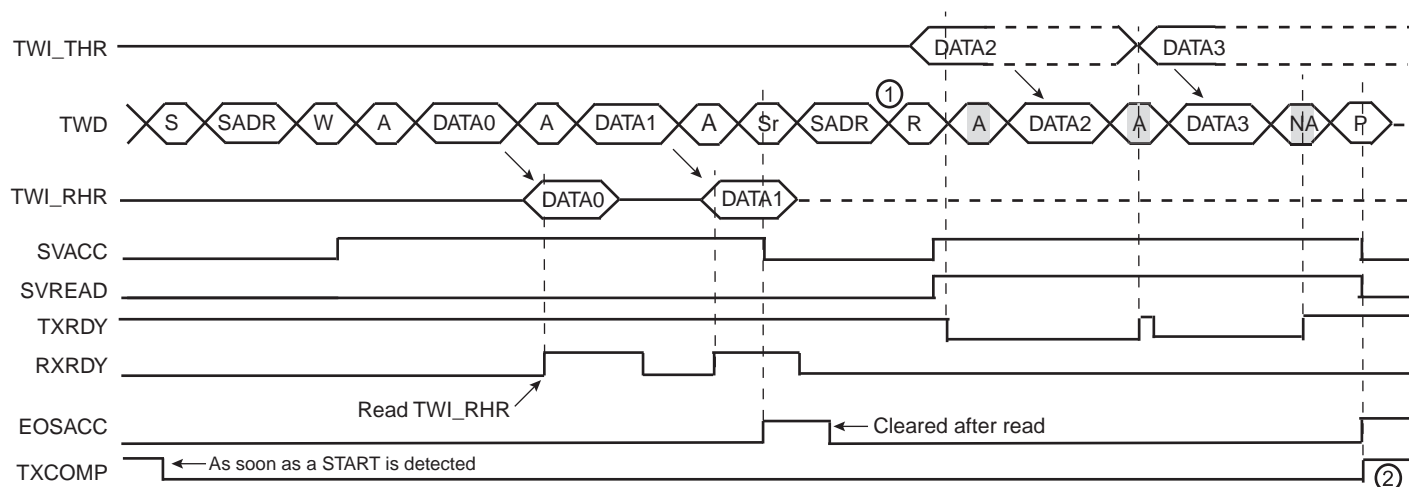 TWI_THR DATA2 DATA3
TWD S SADR W A DATA0 A DATA1 A Sr SADR 1 R A DATA2 A DATA3 NA P
TWI_RHR DATA0 DATA1
SVACC
SVREAD
TXRDY
RXRDY
Read TWI_RHR
EOSACC Cleared after read
TXCOMP As soon as a START is detected 2